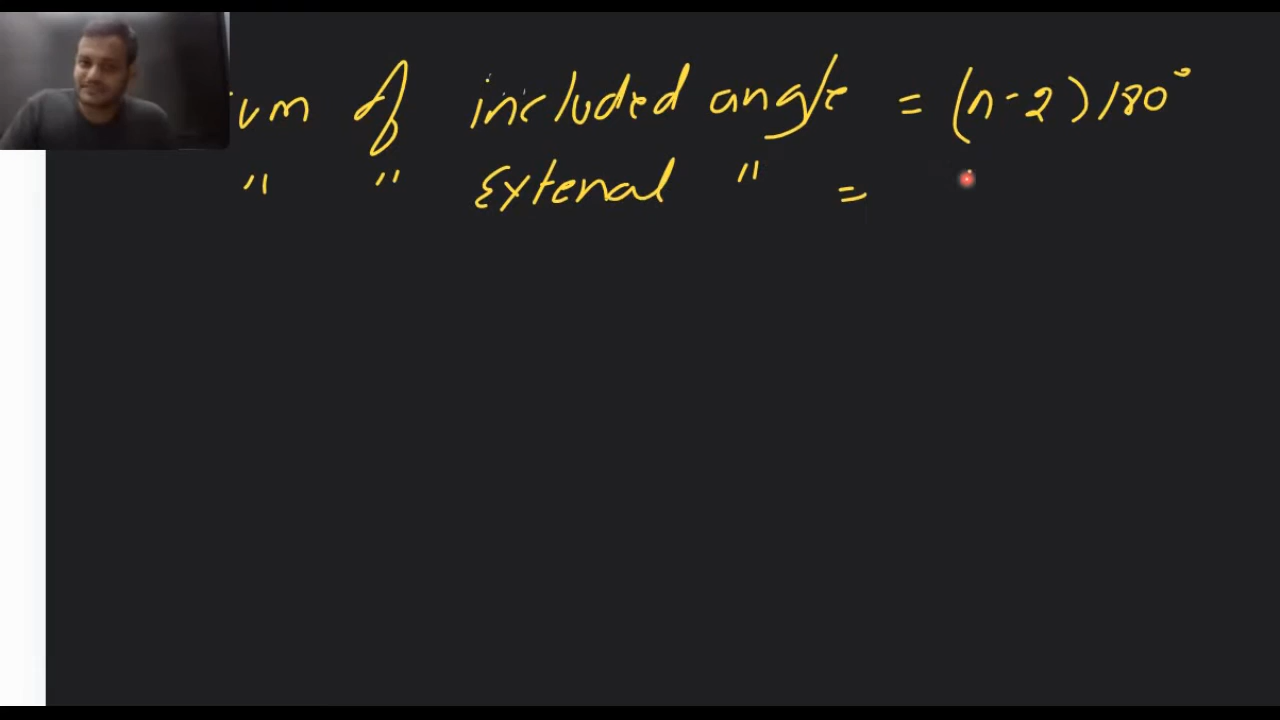 um of included angle = (n-2)180°
" " Extenal " =